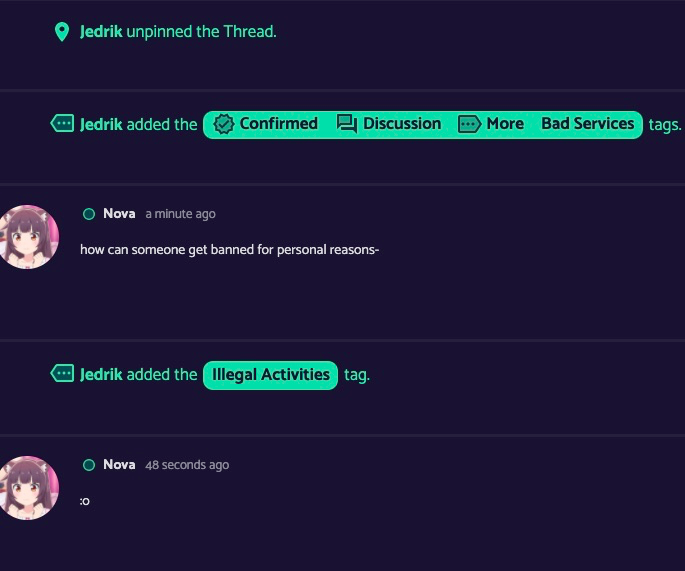 Jedrik unpinned the Thread.
Jedrik added the Confirmed Discussion More Bad Services tags.
Nova a minute ago
how can someone get banned for personal reasons-
Jedrik added the Illegal Activities tag.
Nova 48 seconds ago
:o